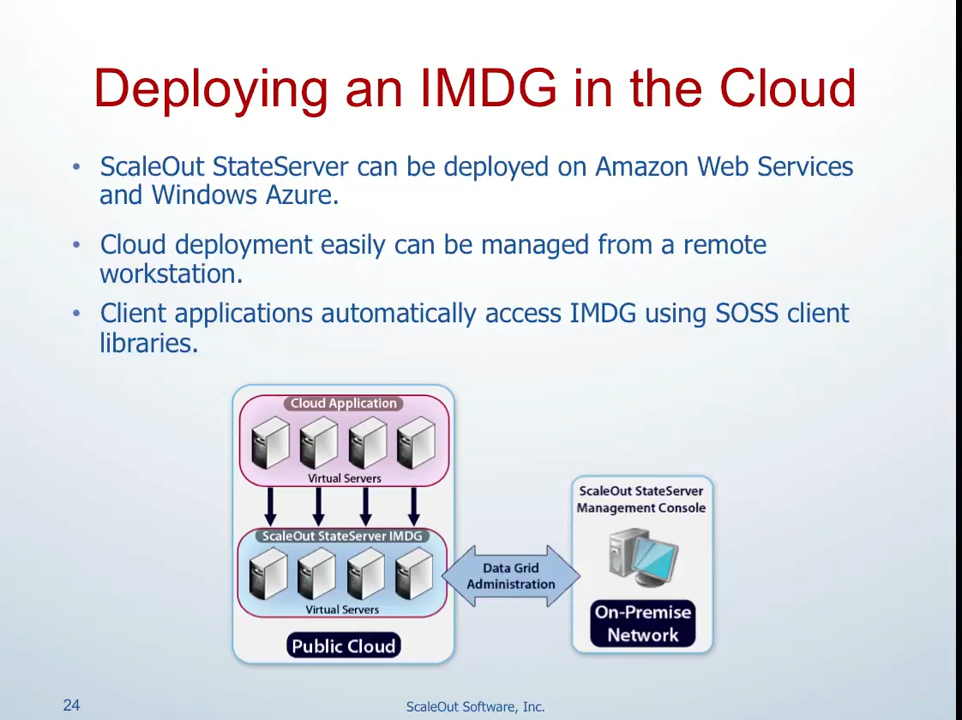 Deploying an IMDG in the Cloud
• ScaleOut StateServer can be deployed on Amazon Web Services
and Windows Azure.
• Cloud deployment easily can be managed from a remote
workstation.
• Client applications automatically access IMDG using SOSS client
libraries.
Cloud Application
Virtual Servers
ScaleOut StateServer IMDG
Virtual Servers
Public Cloud
Data Grid
Administration
ScaleOut StateServer
Management Console
On-Premise
Network
24
ScaleOut Software, Inc.